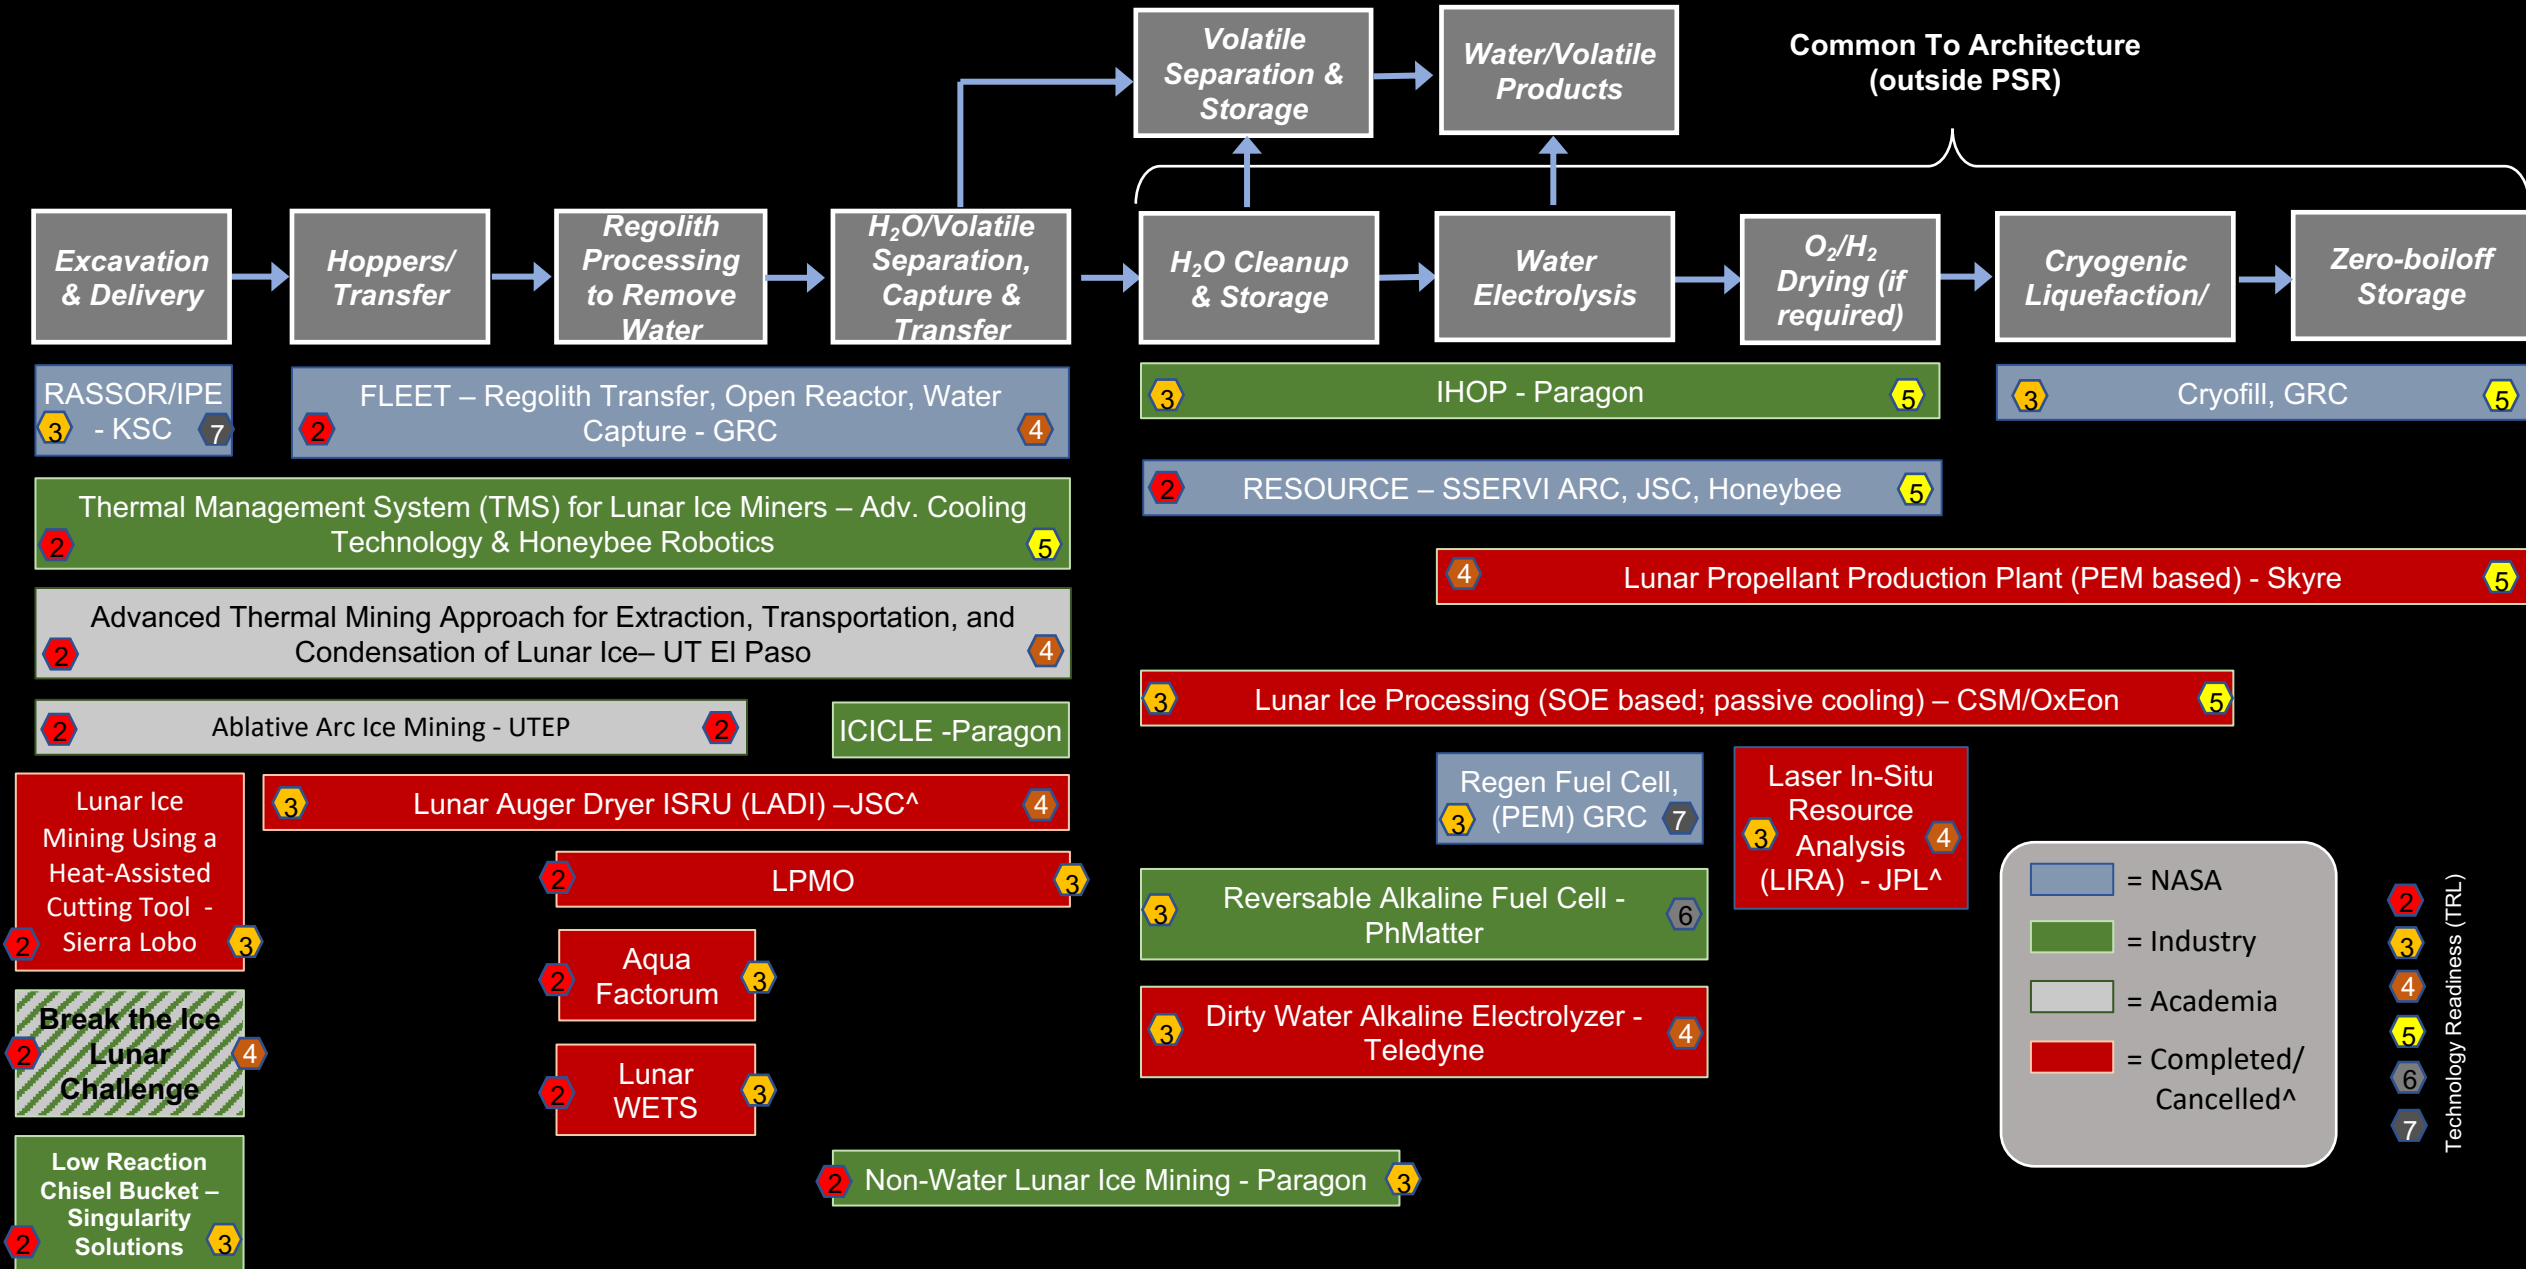 Volatile
Separation &
Storage
Water/Volatile
Products
Common To Architecture
(outside PSR)
Excavation
& Delivery
Hoppers/
Transfer
Regolith
Processing
to Remove
Water
H2O/Volatile
Separation,
Capture &
Transfer
H2O Cleanup
& Storage
Water
Electrolysis
O2/H2
Drying (if
required)
Cryogenic
Liquefaction/
Zero-boiloff
Storage
RASSOR/IPE
3 - KSC 7
FLEET – Regolith Transfer, Open Reactor, Water
2 Capture - GRC 4
3 IHOP - Paragon 5
3 Cryofill, GRC 5
Thermal Management System (TMS) for Lunar Ice Miners – Adv. Cooling
2 Technology & Honeybee Robotics 5
2 RESOURCE – SSERVI ARC, JSC, Honeybee 5
4 Lunar Propellant Production Plant (PEM based) - Skyre 5
Advanced Thermal Mining Approach for Extraction, Transportation, and
2 Condensation of Lunar Ice– UT El Paso 4
3 Lunar Ice Processing (SOE based; passive cooling) – CSM/OxEon 5
2 Ablative Arc Ice Mining - UTEP 2
ICICLE -Paragon
Lunar Ice
Mining Using a
Heat-Assisted
Cutting Tool -
2 Sierra Lobo 3
3 Lunar Auger Dryer ISRU (LADI) –JSC^ 4
Regen Fuel Cell,
3 (PEM) GRC 7
Laser In-Situ
Resource
3 Analysis 4
(LIRA) - JPL^
2 LPMO 3
3 Reversable Alkaline Fuel Cell - 6
PhMatter
Aqua
2 Factorum 3
Break the Ice
2 Lunar 4
Challenge
3 Dirty Water Alkaline Electrolyzer - 4
Teledyne
Lunar
2 WETS 3
Low Reaction
Chisel Bucket –
Singularity
2 Solutions 3
2 Non-Water Lunar Ice Mining - Paragon 3
= NASA
= Industry
= Academia
= Completed/
Cancelled^
2
3
4
5
6
7
Technology Readiness (TRL)